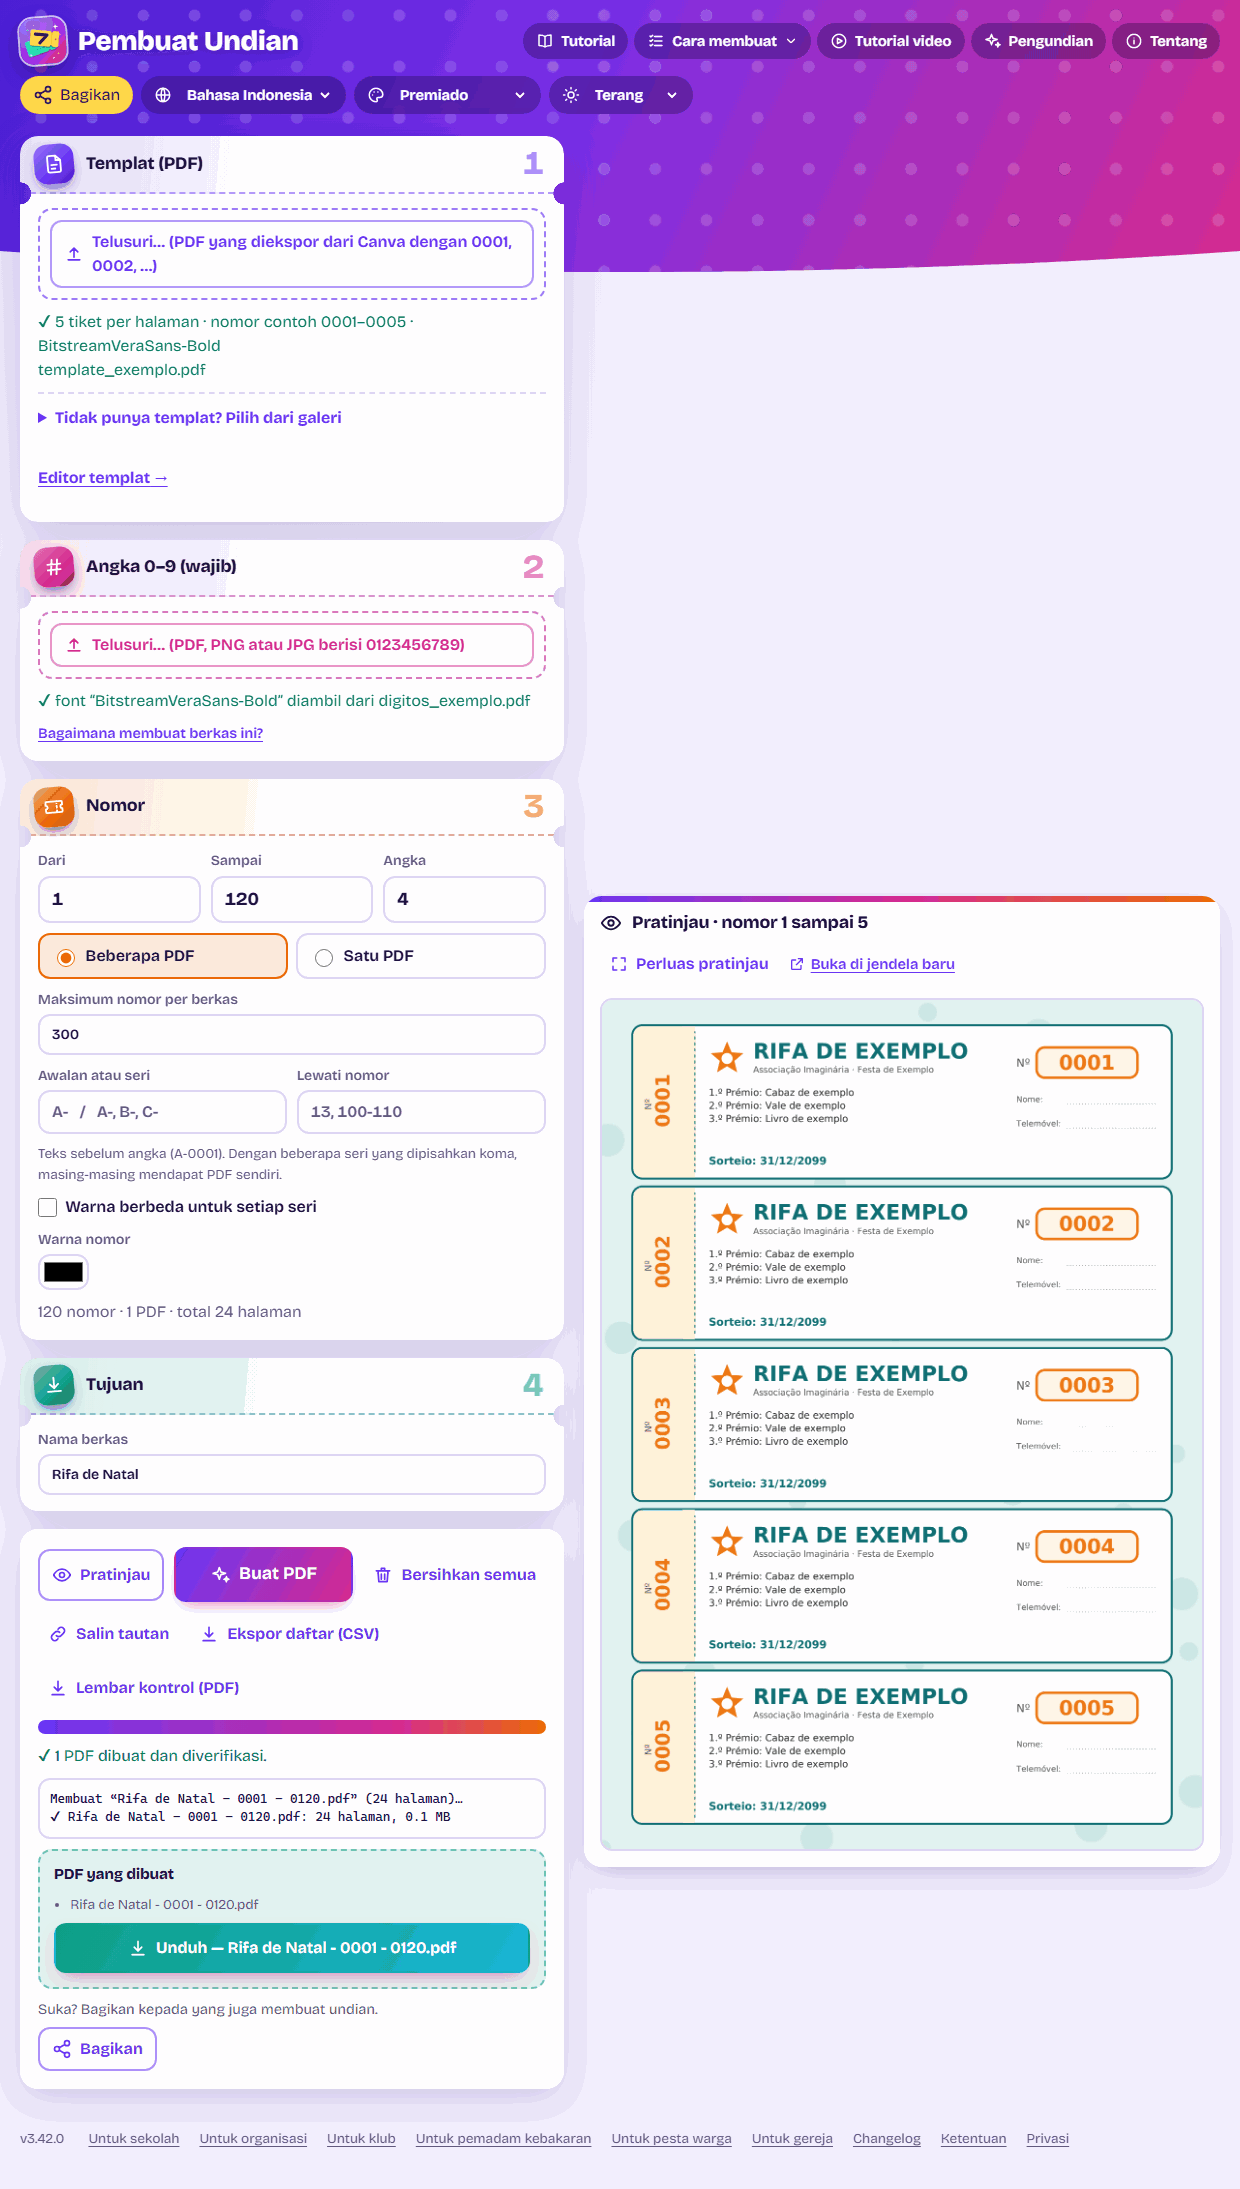 Pembuat Undian
Tutorial
Cara membuat
Tutorial video
Pengundian
Tentang
Bagikan
Bahasa Indonesia
Premiado
Terang
Templat (PDF)
1
Telusuri... (PDF yang diekspor dari Canva dengan 0001,
0002, ...)
✓ 5 tiket per halaman · nomor contoh 0001–0005 ·
BitstreamVeraSans-Bold
template_exemplo.pdf
▶ Tidak punya templat? Pilih dari galeri
Editor templat →
Angka 0–9 (wajib)
2
Telusuri... (PDF, PNG atau JPG berisi 0123456789)
✓ font “BitstreamVeraSans-Bold” diambil dari digitos_exemplo.pdf
Bagaimana membuat berkas ini?
Nomor
3
Dari
Sampai
Angka
1
120
4
Beberapa PDF
Satu PDF
Maksimum nomor per berkas
300
Awalan atau seri
Lewati nomor
A- / A-, B-, C-
13, 100-110
Teks sebelum angka (A-0001). Dengan beberapa seri yang dipisahkan koma,
masing-masing mendapat PDF sendiri.
Warna berbeda untuk setiap seri
Warna nomor
120 nomor · 1 PDF · total 24 halaman
Tujuan
4
Nama berkas
Rifa de Natal
Pratinjau
Buat PDF
Bersihkan semua
Salin tautan
Ekspor daftar (CSV)
Lembar kontrol (PDF)
✓ 1 PDF dibuat dan diverifikasi.
Membuat “Rifa de Natal – 0001 – 0120.pdf” (24 halaman)…
✓ Rifa de Natal – 0001 – 0120.pdf: 24 halaman, 0.1 MB
PDF yang dibuat
• Rifa de Natal - 0001 - 0120.pdf
Unduh — Rifa de Natal - 0001 - 0120.pdf
Suka? Bagikan kepada yang juga membuat undian.
Bagikan
Pratinjau · nomor 1 sampai 5
Perluas pratinjau
Buka di jendela baru
Nº 0001
RIFA DE EXEMPLO
Associação Imaginária · Festa de Exemplo
1.º Prémio: Cabaz de exemplo
2.º Prémio: Vale de exemplo
3.º Prémio: Livro de exemplo
Sorteio: 31/12/2099
Nº 0001
Nome:
Telemóvel:
Nº 0002
RIFA DE EXEMPLO
Associação Imaginária · Festa de Exemplo
1.º Prémio: Cabaz de exemplo
2.º Prémio: Vale de exemplo
3.º Prémio: Livro de exemplo
Sorteio: 31/12/2099
Nº 0002
Nome:
Telemóvel:
Nº 0003
RIFA DE EXEMPLO
Associação Imaginária · Festa de Exemplo
1.º Prémio: Cabaz de exemplo
2.º Prémio: Vale de exemplo
3.º Prémio: Livro de exemplo
Sorteio: 31/12/2099
Nº 0003
Nome:
Telemóvel:
Nº 0004
RIFA DE EXEMPLO
Associação Imaginária · Festa de Exemplo
1.º Prémio: Cabaz de exemplo
2.º Prémio: Vale de exemplo
3.º Prémio: Livro de exemplo
Sorteio: 31/12/2099
Nº 0004
Nome:
Telemóvel:
Nº 0005
RIFA DE EXEMPLO
Associação Imaginária · Festa de Exemplo
1.º Prémio: Cabaz de exemplo
2.º Prémio: Vale de exemplo
3.º Prémio: Livro de exemplo
Sorteio: 31/12/2099
Nº 0005
Nome:
Telemóvel:
v3.42.0
Untuk sekolah
Untuk organisasi
Untuk klub
Untuk pemadam kebakaran
Untuk pesta warga
Untuk gereja
Changelog
Ketentuan
Privasi